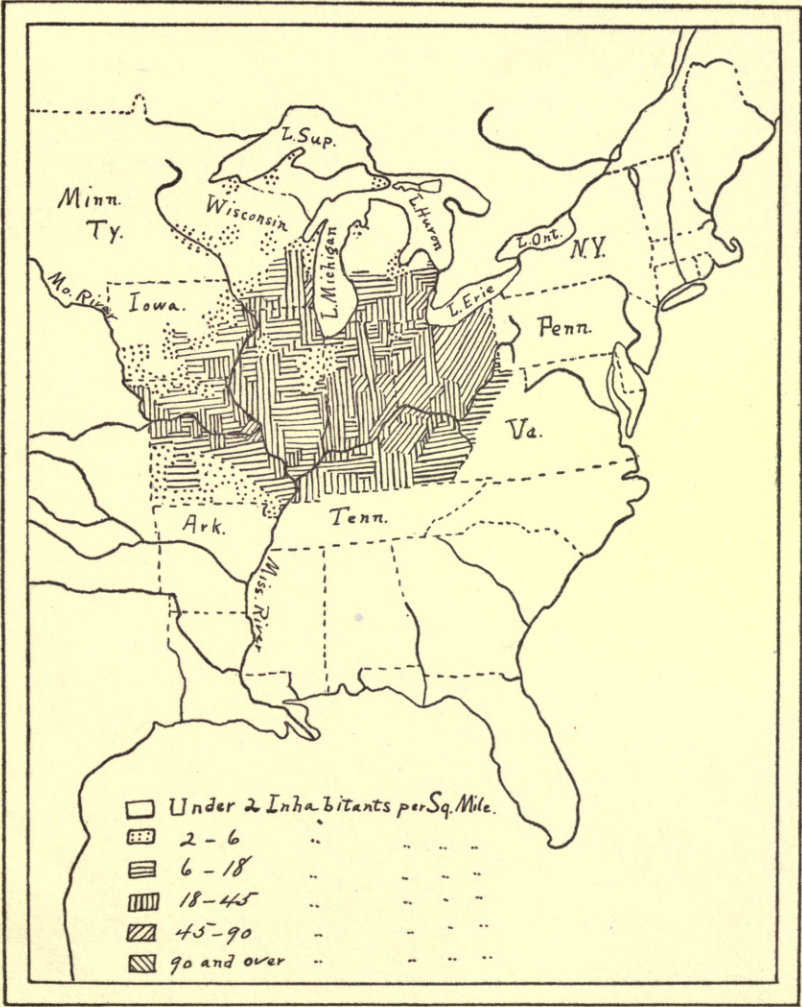 L. Sup.
Minn.
Ty.
Wisconsin
L. Huron
L. Michigan
L. Ont.
N.Y.
Mo. River
Iowa.
L. Erie
Penn.
Va.
Ark.
Tenn.
Miss. River
Under 2 Inhabitants per Sq. Mile.
2 - 6 " " " "
6 - 18 " " " "
18 - 45 " " " "
45 - 90 " " " "
90 and over " " " "